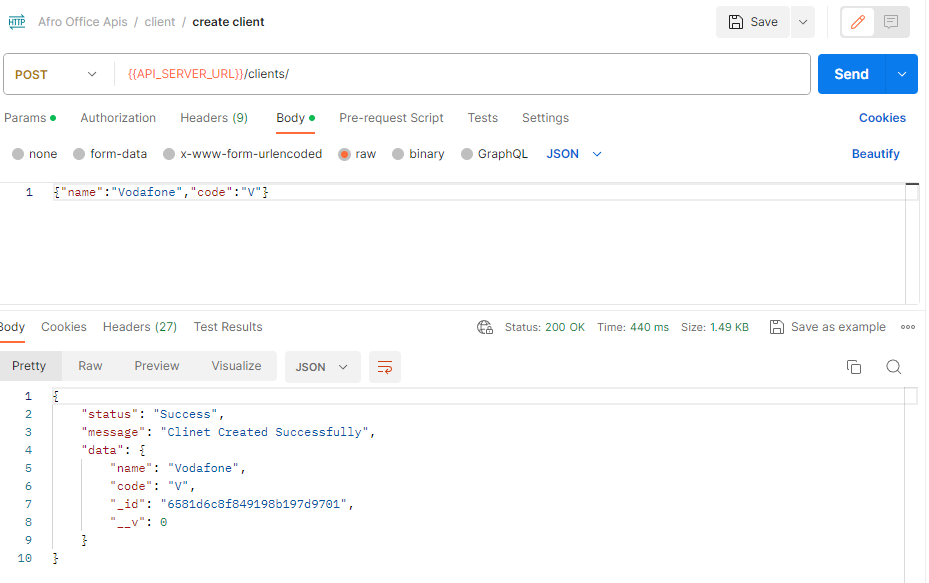 HTTP Afro Office Apis / client / create client Save
POST {{API_SERVER_URL}}/clients/ Send
Params Authorization Headers (9) Body Pre-request Script Tests Settings Cookies
none form-data x-www-form-urlencoded raw binary GraphQL JSON Beautify
1 {"name":"Vodafone","code":"V"}
Body Cookies Headers (27) Test Results Status: 200 OK Time: 440 ms Size: 1.49 KB Save as example
Pretty Raw Preview Visualize JSON
1 {
2 "status": "Success",
3 "message": "Clinet Created Successfully",
4 "data": {
5 "name": "Vodafone",
6 "code": "V",
7 "_id": "6581d6c8f849198b197d9701",
8 "__v": 0
9 }
10 }